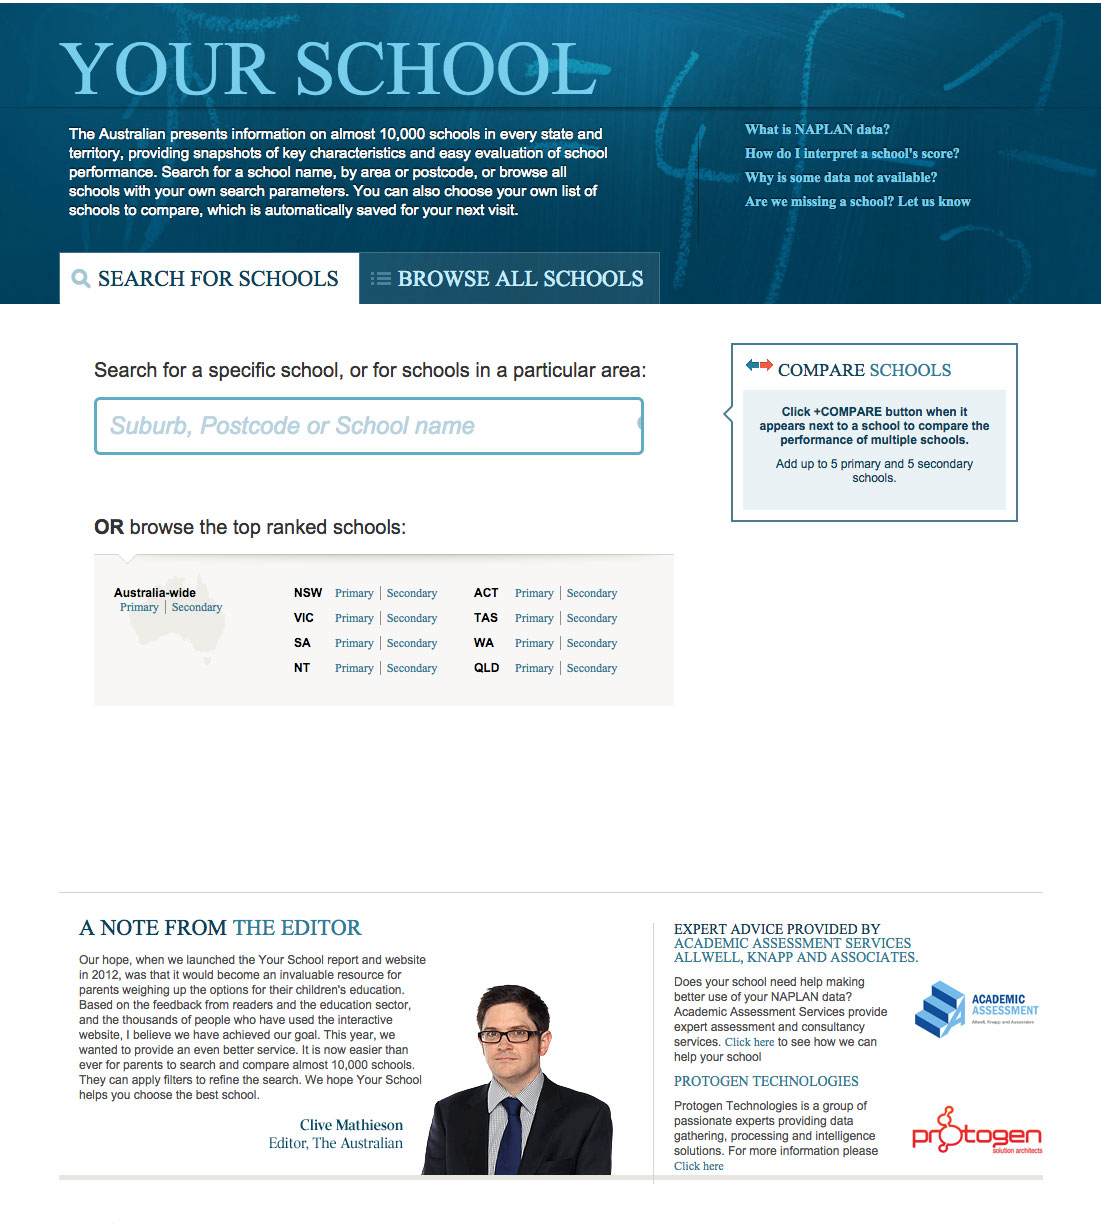 YOUR SCHOOL
The Australian presents information on almost 10,000 schools in every state and
territory, providing snapshots of key characteristics and easy evaluation of school
performance. Search for a school name, by area or postcode, or browse all
schools with your own search parameters. You can also choose your own list of
schools to compare, which is automatically saved for your next visit.
What is NAPLAN data?
How do I interpret a school's score?
Why is some data not available?
Are we missing a school? Let us know
SEARCH FOR SCHOOLS
BROWSE ALL SCHOOLS
Search for a specific school, or for schools in a particular area:
Suburb, Postcode or School name
COMPARE SCHOOLS
Click +COMPARE button when it
appears next to a school to compare the
performance of multiple schools.
Add up to 5 primary and 5 secondary
schools.
OR browse the top ranked schools:
Australia-wide
Primary | Secondary
NSW Primary | Secondary
VIC Primary | Secondary
SA Primary | Secondary
NT Primary | Secondary
ACT Primary | Secondary
TAS Primary | Secondary
WA Primary | Secondary
QLD Primary | Secondary
A NOTE FROM THE EDITOR
Our hope, when we launched the Your School report and website
in 2012, was that it would become an invaluable resource for
parents weighing up the options for their children's education.
Based on the feedback from readers and the education sector,
and the thousands of people who have used the interactive
website, I believe we have achieved our goal. This year, we
wanted to provide an even better service. It is now easier than
ever for parents to search and compare almost 10,000 schools.
They can apply filters to refine the search. We hope Your School
helps you choose the best school.
Clive Mathieson
Editor, The Australian
EXPERT ADVICE PROVIDED BY
ACADEMIC ASSESSMENT SERVICES
ALLWELL, KNAPP AND ASSOCIATES.
Does your school need help making
better use of your NAPLAN data?
Academic Assessment Services provide
expert assessment and consultancy
services. Click here to see how we can
help your school
ACADEMIC
ASSESSMENT
Allwell, Knapp and Associates
PROTOGEN TECHNOLOGIES
Protogen Technologies is a group of
passionate experts providing data
gathering, processing and intelligence
solutions. For more information please
Click here
protogen
solution architects